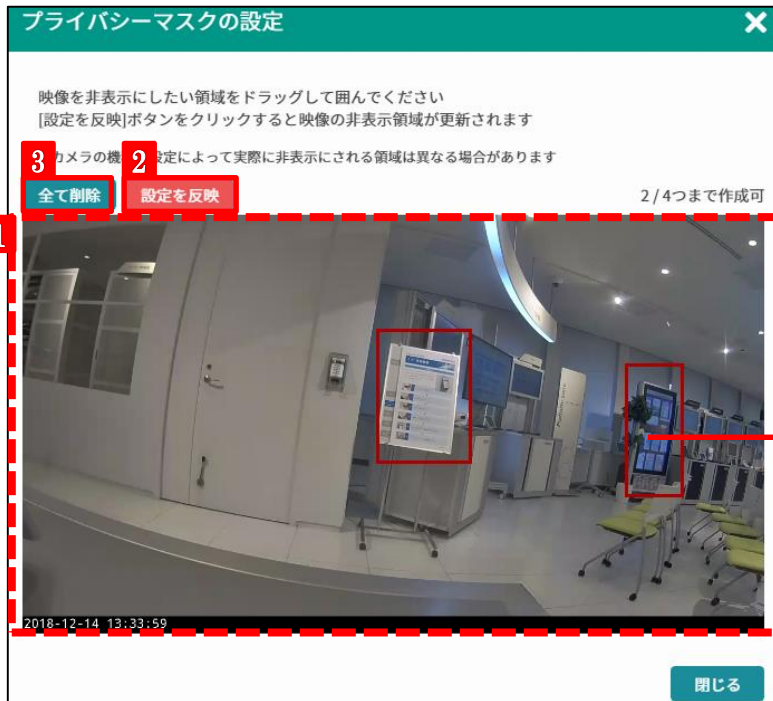 プライバシーマスクの設定
映像を非表示にしたい領域をドラッグして囲んでください
[設定を反映]ボタンをクリックすると映像の非表示領域が更新されます
カメラの機 設定によって実際に非表示にされる領域は異なる場合があります
3
2
全て削除
設定を反映
2/4つまで作成可
1
2018-12-14 13:33:59
閉じる